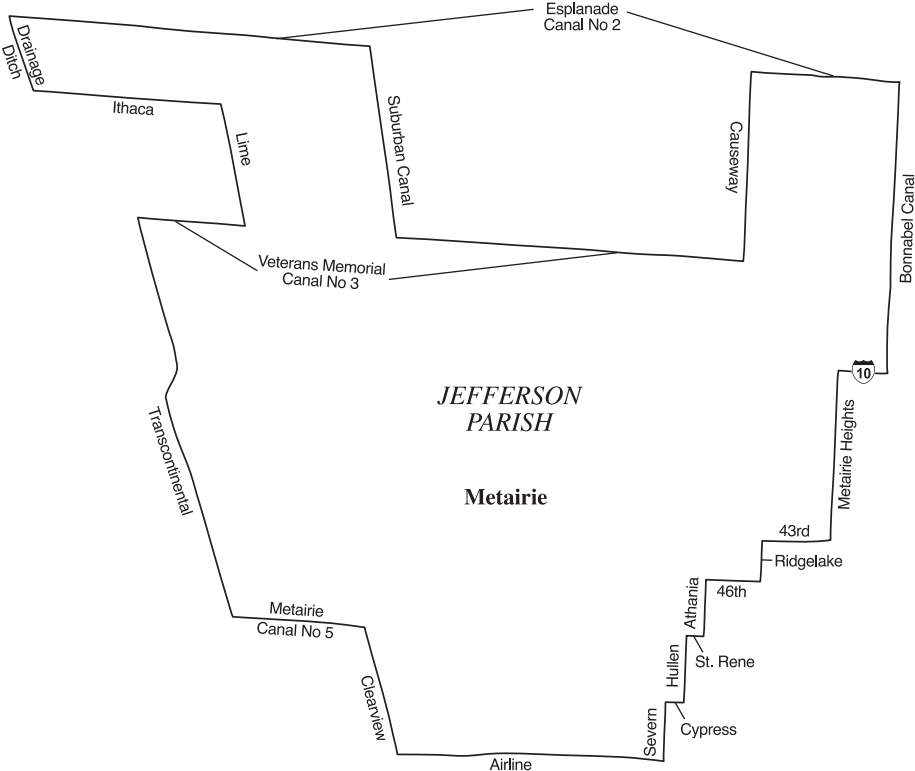 Esplanade
Canal No 2
Drainage
Ditch
Ithaca
Lime
Suburban Canal
Causeway
Bonnabel Canal
Veterans Memorial
Canal No 3
10
JEFFERSON
PARISH
Transcontinental
Metairie Heights
Metairie
43rd
Ridgelake
46th
Athania
Metairie
Canal No 5
St. Rene
Hullen
Clearview
Severn
Cypress
Airline